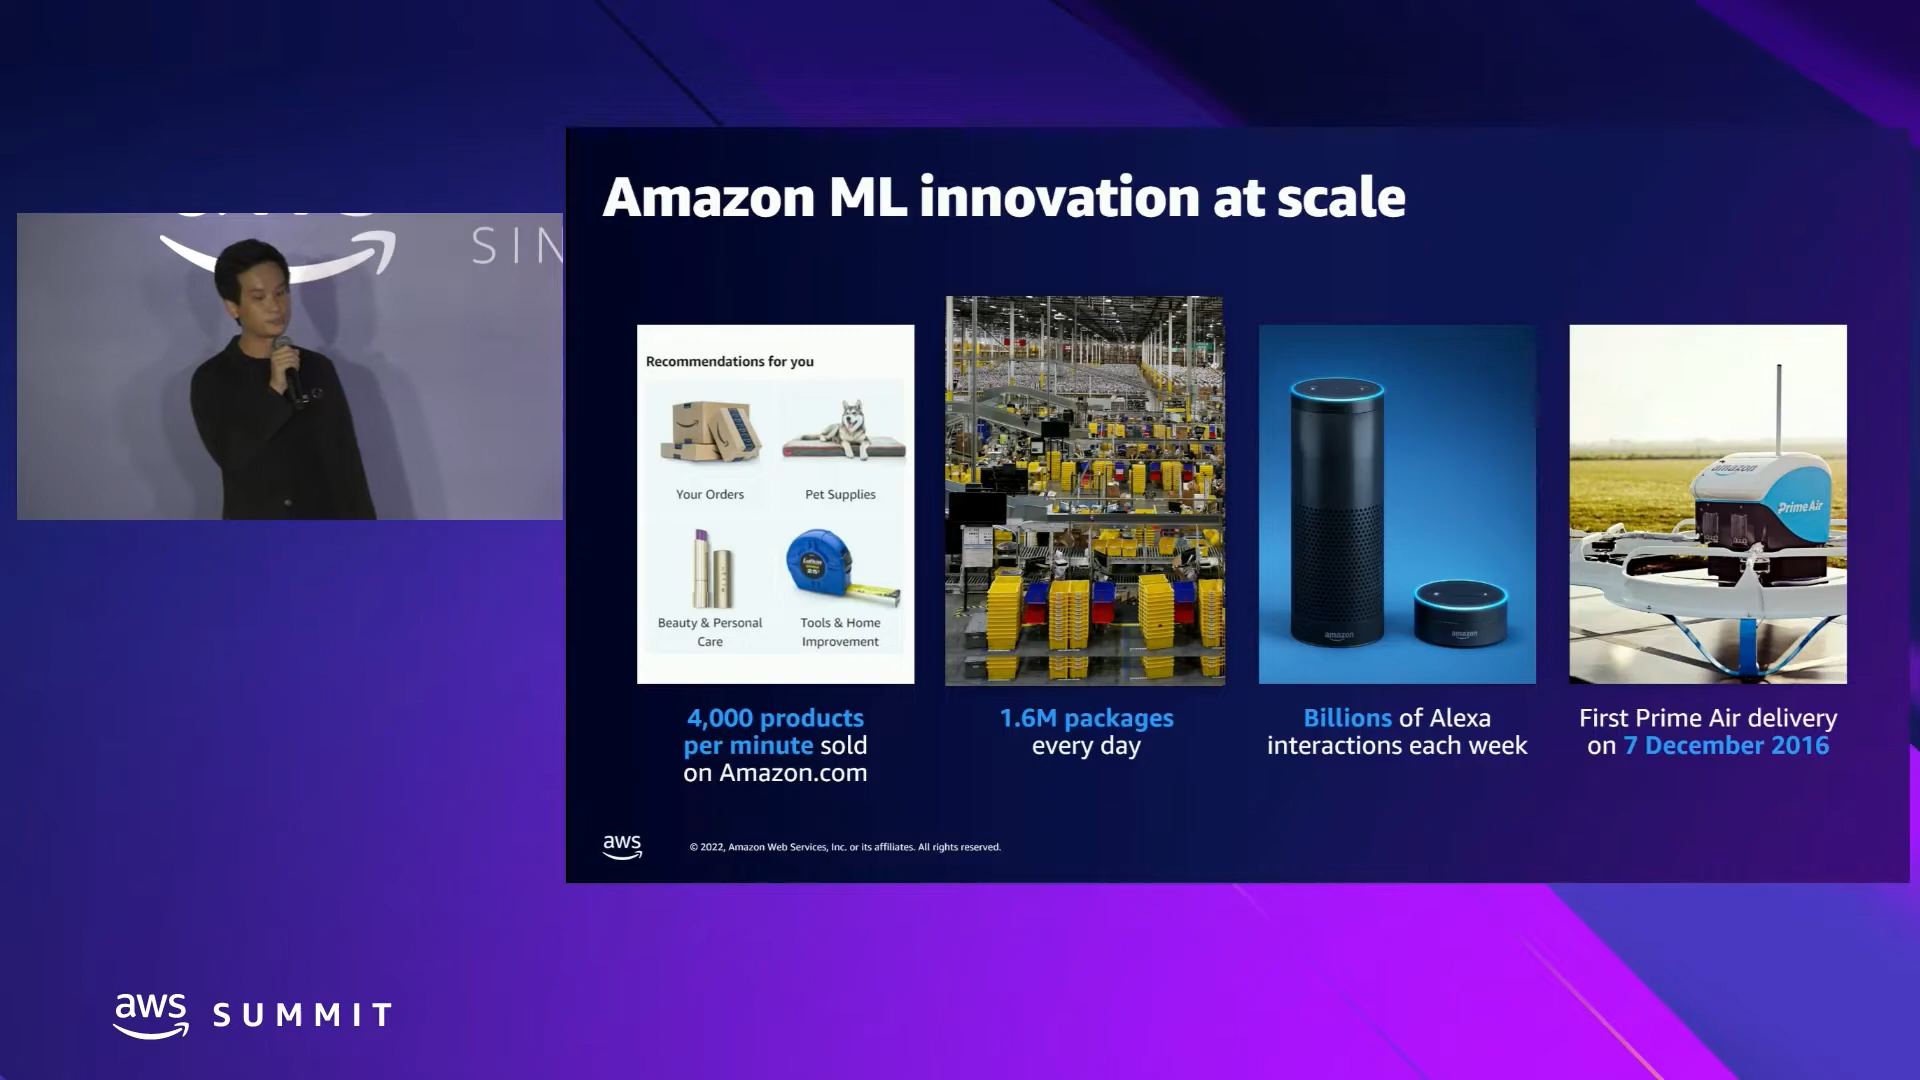 Amazon ML innovation at scale
SIN
Recommendations for you
Your Orders
Pet Supplies
Beauty & Personal
Care
Tools & Home
Improvement
amazon
amazon
amazon
Prime Air
4,000 products
per minute sold
on Amazon.com
1.6M packages
every day
Billions of Alexa
interactions each week
First Prime Air delivery
on 7 December 2016
aws
© 2022, Amazon Web Services, Inc. or its affiliates. All rights reserved.
aws SUMMIT